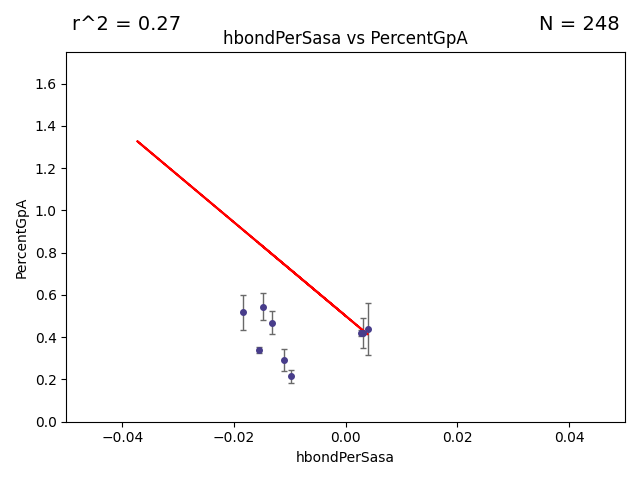 r^2 = 0.27
N = 248
hbondPerSasa vs PercentGpA
1.6
1.4
1.2
1.0
0.8
0.6
0.4
0.2
0.0
PercentGpA
−0.04 −0.02 0.00 0.02 0.04
hbondPerSasa